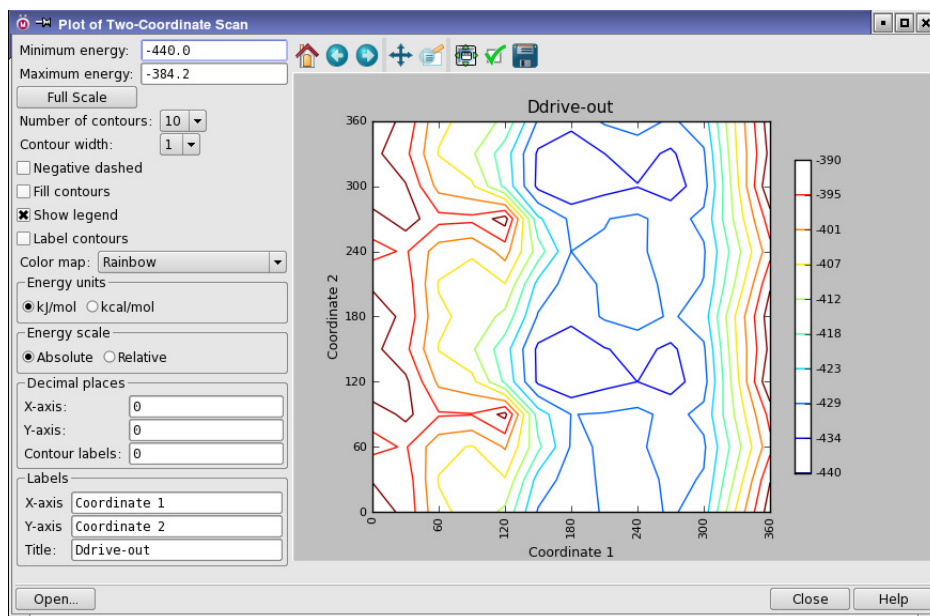 Plot of Two-Coordinate Scan
Minimum energy: -440.0
Maximum energy: -384.2
Full Scale
Number of contours: 10
Contour width: 1
Negative dashed
Fill contours
Show legend
Label contours
Color map: Rainbow
Energy units
kJ/mol kcal/mol
Energy scale
Absolute Relative
Decimal places
X-axis: 0
Y-axis: 0
Contour labels: 0
Labels
X-axis Coordinate 1
Y-axis Coordinate 2
Title: Ddrive-out
Ddrive-out
360
300
240
180
120
60
0
Coordinate 2
0 60 120 180 240 300 360
Coordinate 1
-390
-395
-401
-407
-412
-418
-423
-429
-434
-440
Open...
Close
Help